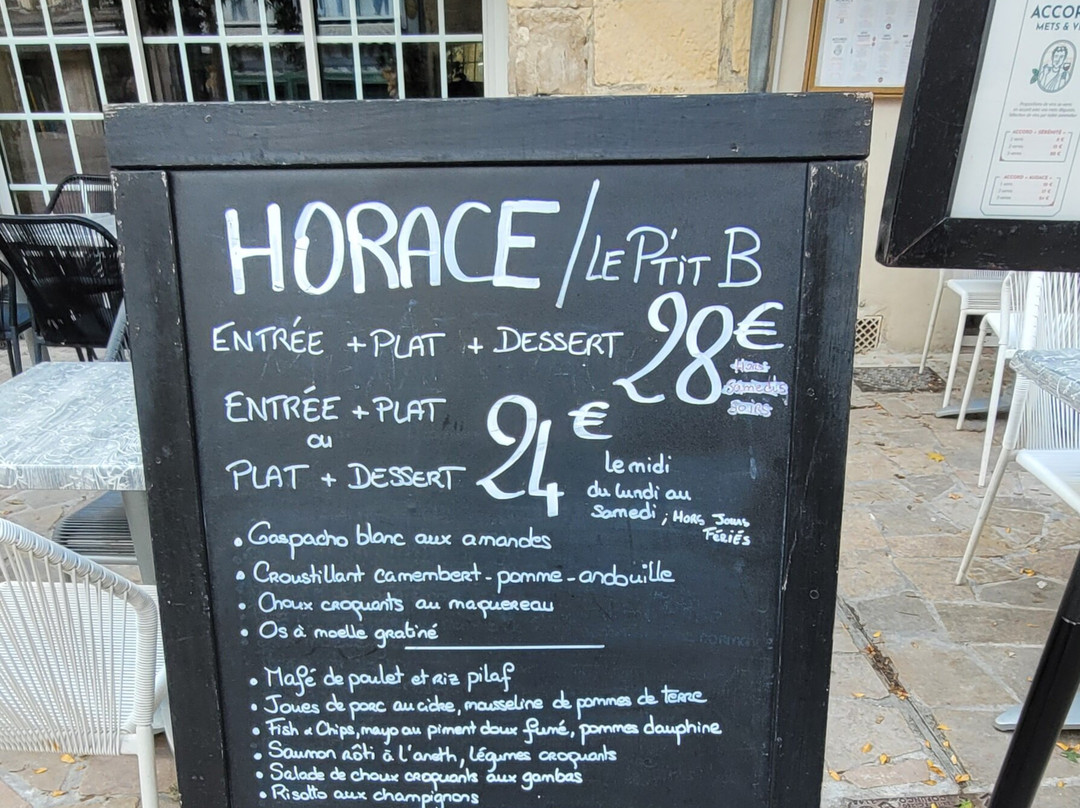 HORACE / LE P'TIT B
ENTRÉE + PLAT + DESSERT 28€
HORS
Samedis
SOIRS
ENTRÉE + PLAT
ou
PLAT + DESSERT
24€
le midi
du lundi au
Samedi ; HORS JOURS
FÉRIÉS
• Gaspacho blanc aux amandes
• Croustillant camembert - pomme - andouille
• Choux croquants au maquereau
• Os à moelle gratiné
• Mafé de poulet et riz pilaf
• Joues de porc au cidre, mousseline de pommes de terre
• Fish & Chips, mayo au piment doux fumé, pommes dauphine
• Saumon rôti à l'aneth, légumes croquants
• Salade de choux croquants aux gambas
• Risotto aux champignons
ACCOR
METS & V